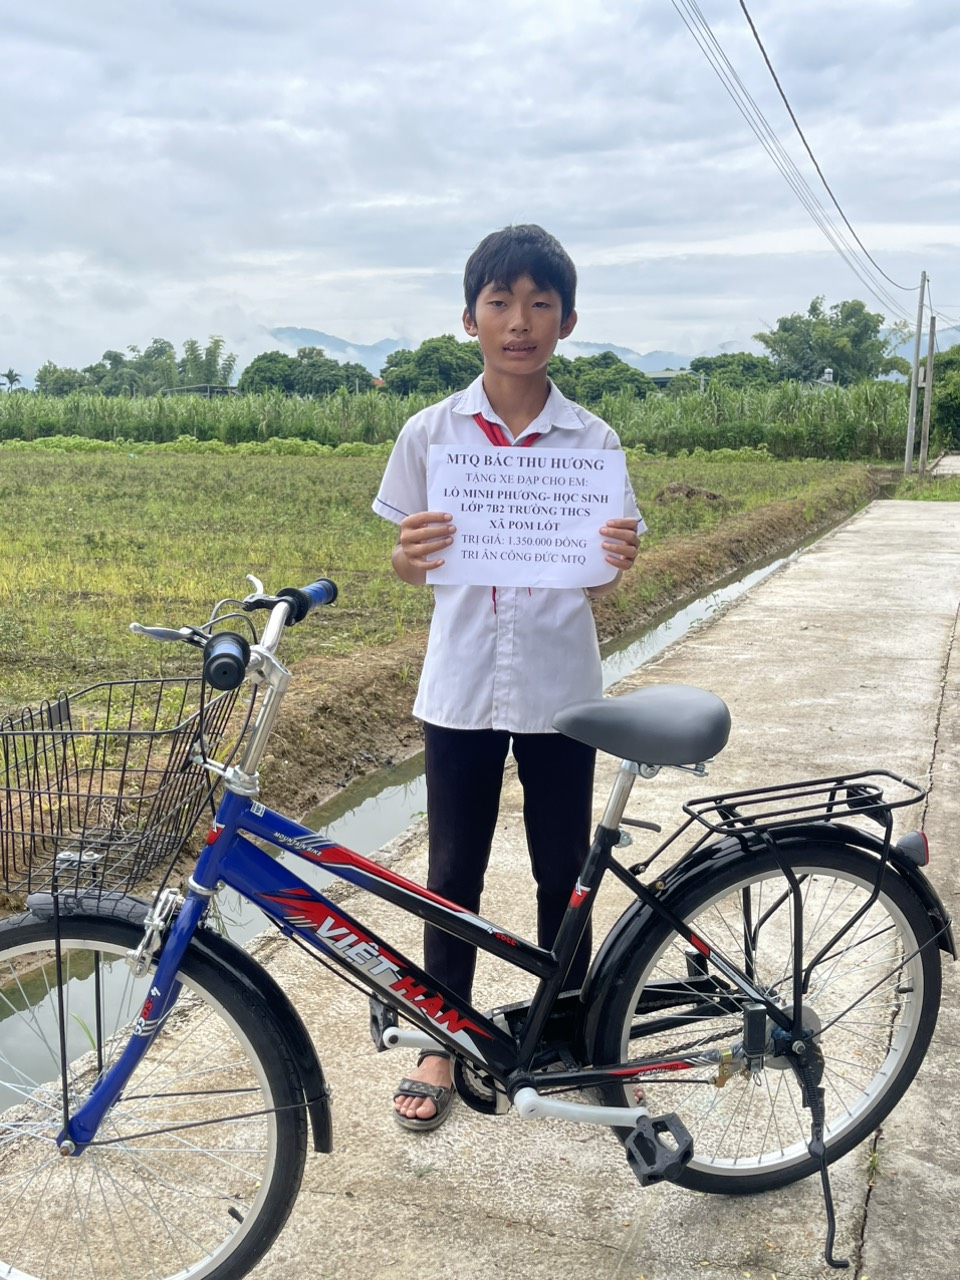 MTQ BÁC THU HƯƠNG
TẶNG XE ĐẠP CHO EM:
LÒ MINH PHƯƠNG- HỌC SINH
LỚP 7B2 TRƯỜNG THCS
XÃ POM LÓT
TRỊ GIÁ: 1.350.000 ĐỒNG
TRI ÂN CÔNG ĐỨC MTQ
MOUNTAIN BIKE
VIỆT HAN